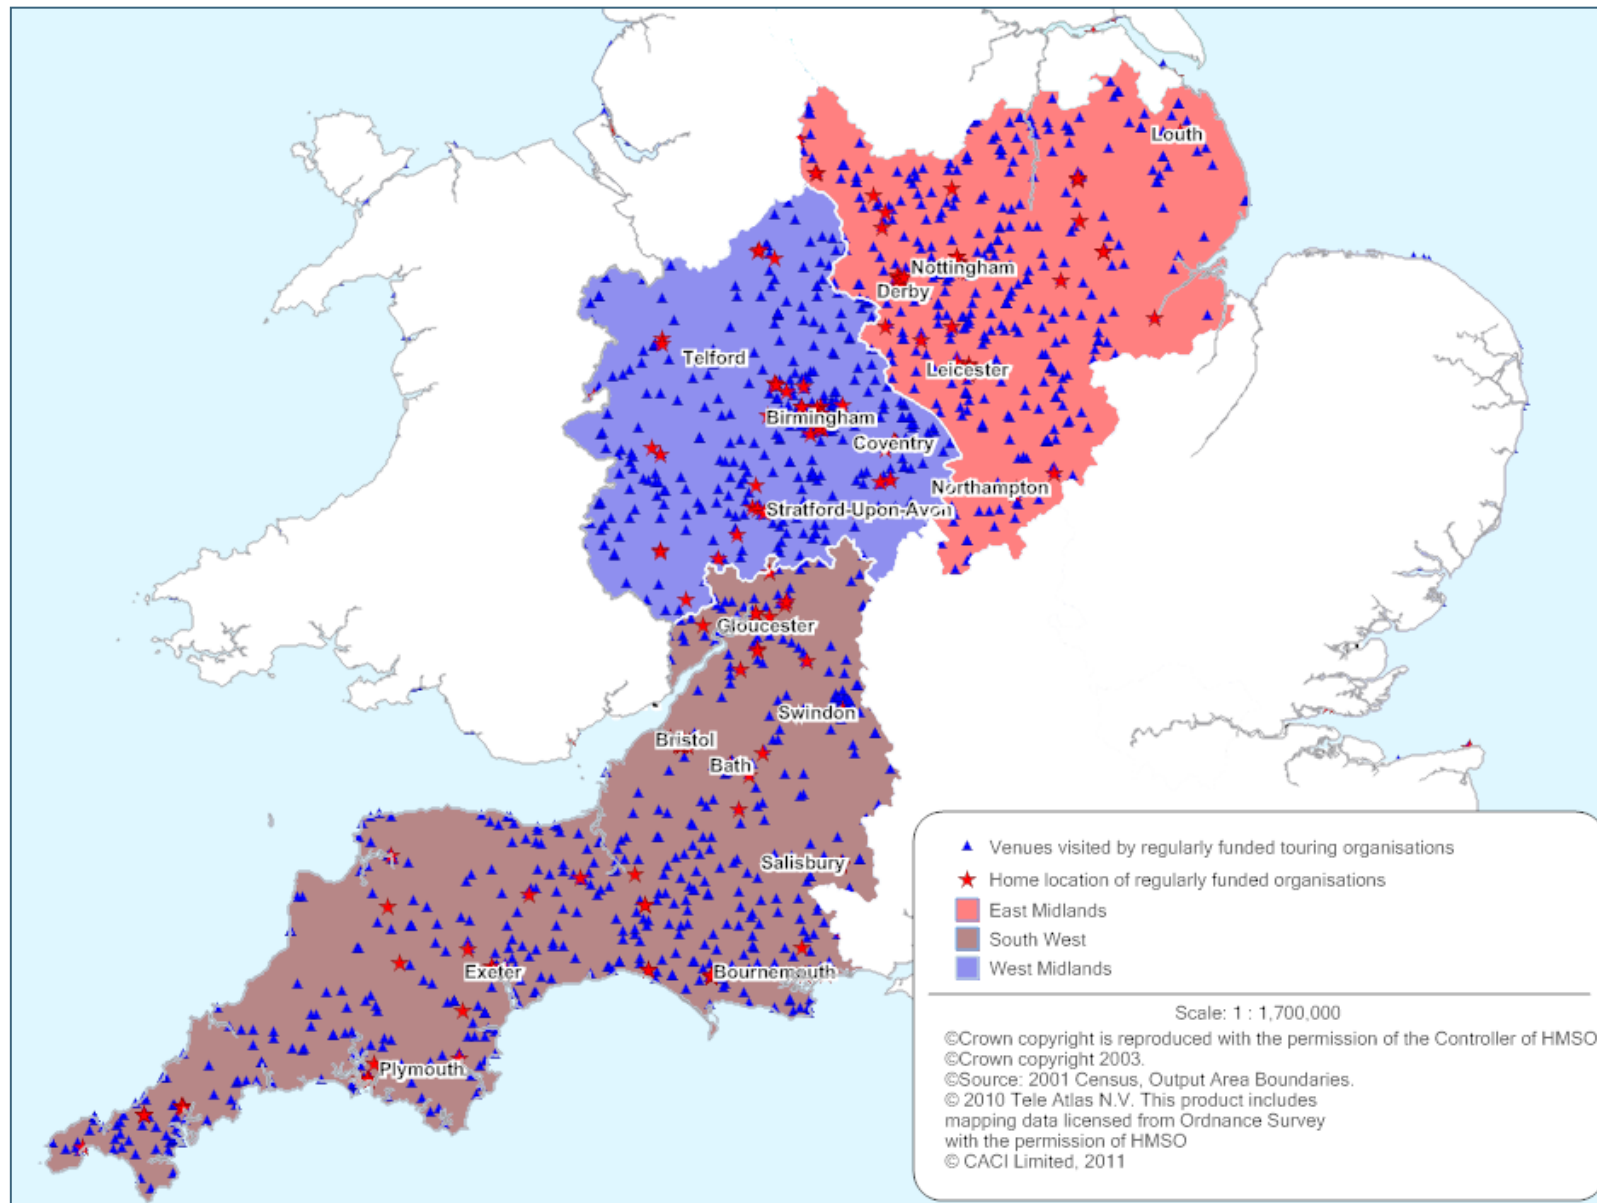 Louth
Nottingham
Derby
Telford
Leicester
Birmingham
Coventry
Northampton
Stratford-Upon-Avon
Gloucester
Swindon
Bristol
Bath
Salisbury
Exeter
Bournemouth
Plymouth
Venues visited by regularly funded touring organisations
Home location of regularly funded organisations
East Midlands
South West
West Midlands
Scale: 1 : 1,700,000
©Crown copyright is reproduced with the permission of the Controller of HMSO
©Crown copyright 2003.
©Source: 2001 Census, Output Area Boundaries.
© 2010 Tele Atlas N.V. This product includes
mapping data licensed from Ordnance Survey
with the permission of HMSO
© CACI Limited, 2011